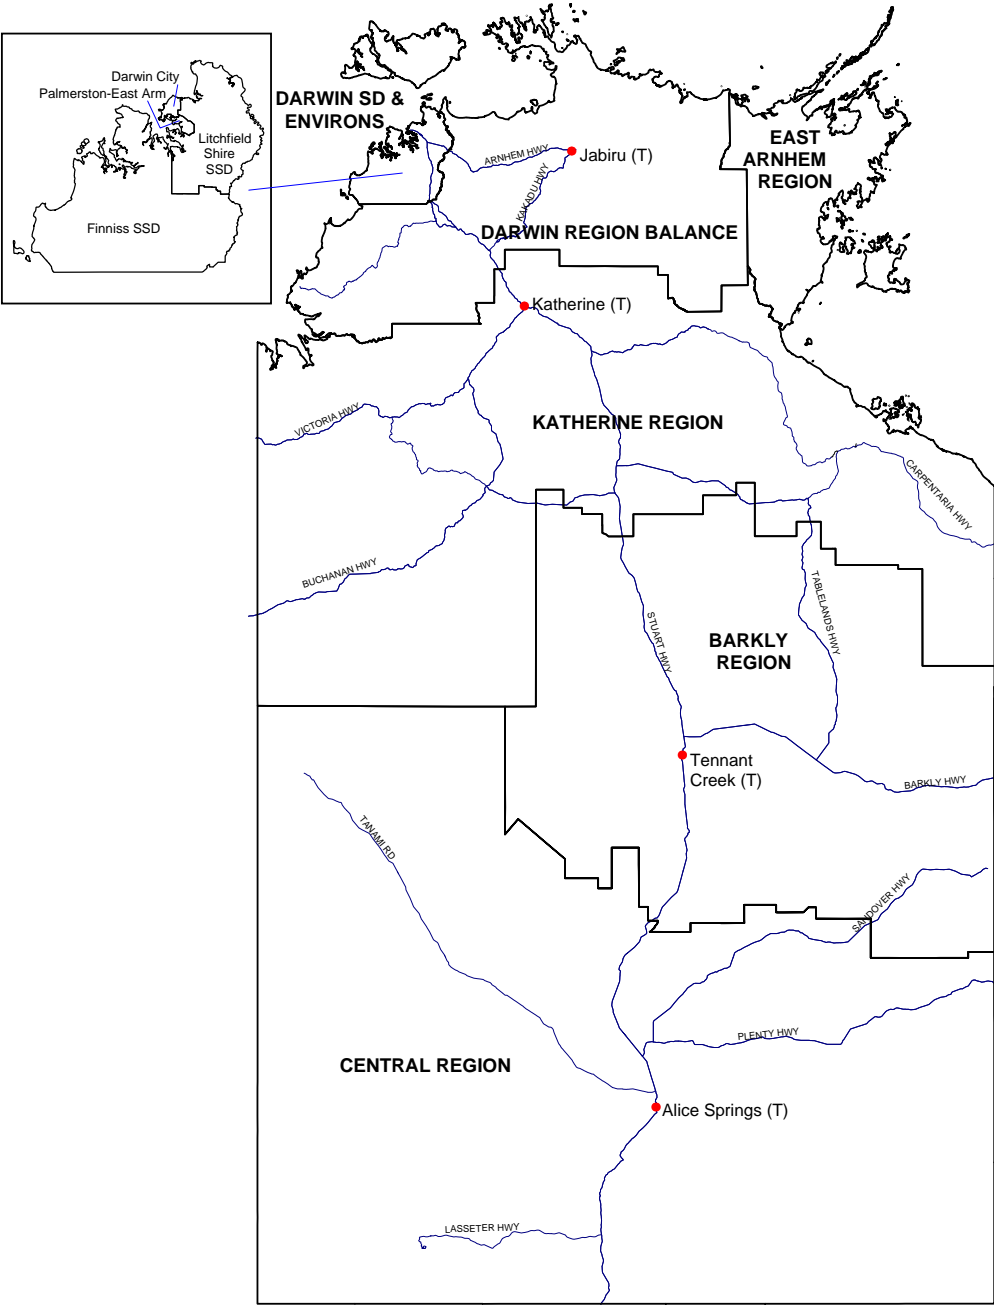 Darwin City
Palmerston-East Arm
Litchfield
Shire
SSD
Finniss SSD
DARWIN SD &
ENVIRONS
ARNHEM HWY
Jabiru (T)
KAKADU HWY
EAST
ARNHEM
REGION
DARWIN REGION BALANCE
Katherine (T)
VICTORIA HWY
KATHERINE REGION
CARPENTARIA HWY
BUCHANAN HWY
STUART HWY
TABLELANDS HWY
BARKLY
REGION
Tennant
Creek (T)
BARKLY HWY
TANAMI RD
SANDOVER HWY
PLENTY HWY
CENTRAL REGION
Alice Springs (T)
LASSETER HWY